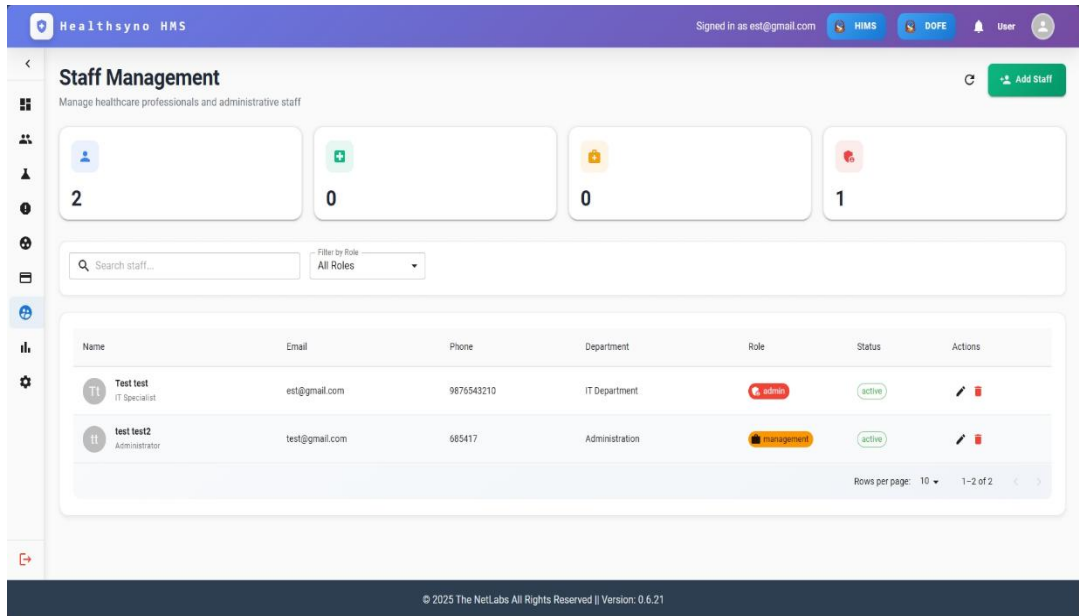 Healthsyno HMS
Signed in as est@gmail.com HIMS DOFE User
Staff Management
Manage healthcare professionals and administrative staff
Add Staff
2 0 0 1
Search staff...
Filter by Role
All Roles
Name Email Phone Department Role Status Actions
Tt Test test est@gmail.com 9876543210 IT Department admin active
IT Specialist
tt test test2 test@gmail.com 685417 Administration management active
Administrator
Rows per page: 10 1–2 of 2
© 2025 The NetLabs All Rights Reserved || Version: 0.6.21